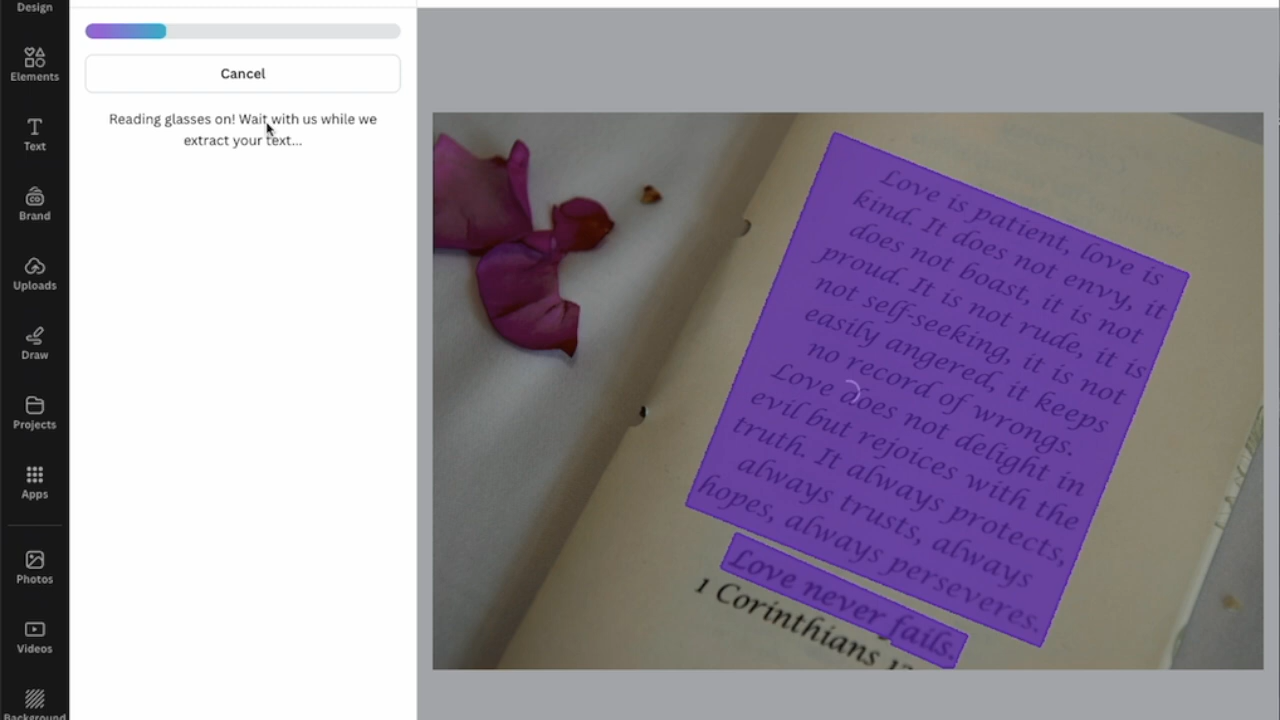 Design
Elements
Text
Brand
Uploads
Draw
Projects
Apps
Photos
Videos
Background
Cancel
Reading glasses on! Wait with us while we
extract your text...
Love is patient, love is
kind. It does not envy, it
does not boast, it is not
proud. It is not rude, it is
not self-seeking, it is not
easily angered, it keeps
no record of wrongs.
Love does not delight in
evil but rejoices with the
truth. It always protects,
always trusts, always
hopes, always perseveres.
Love never fails.
1 Corinthians